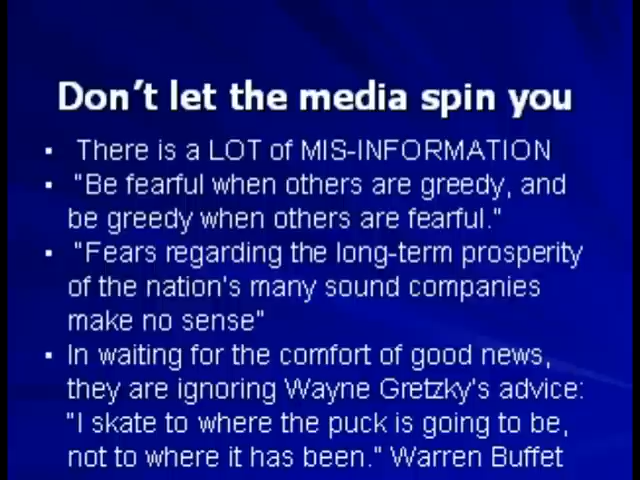 Don't let the media spin you
• There is a LOT of MIS-INFORMATION
• "Be fearful when others are greedy, and
be greedy when others are fearful."
• "Fears regarding the long-term prosperity
of the nation's many sound companies
make no sense"
• In waiting for the comfort of good news,
they are ignoring Wayne Gretzky's advice:
"I skate to where the puck is going to be,
not to where it has been." Warren Buffet